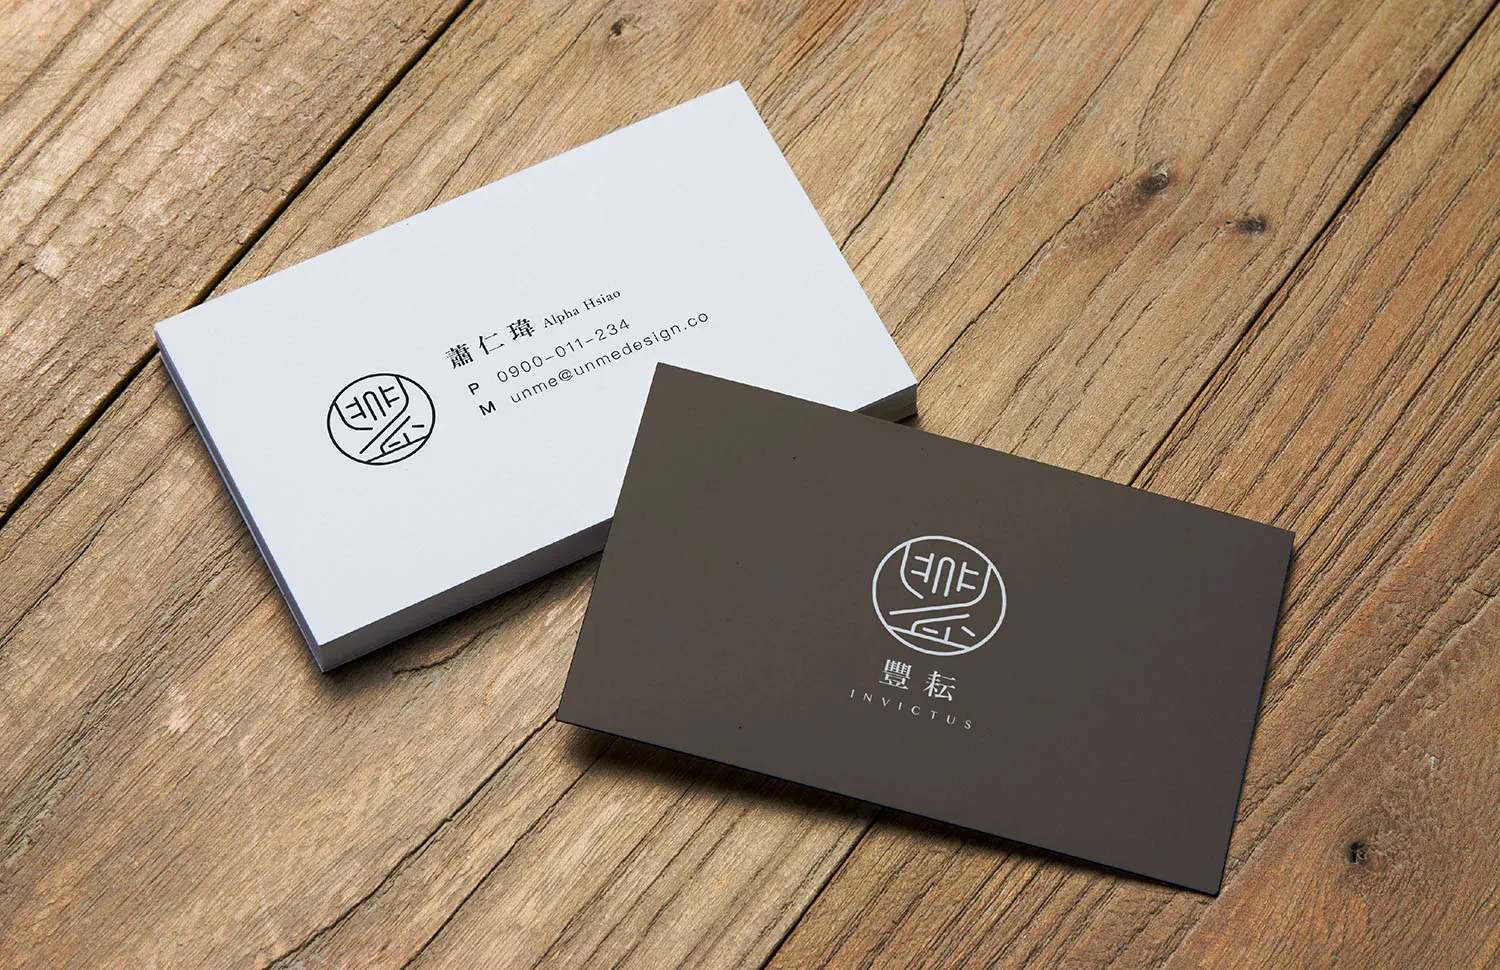 蕭仁瑋 Alpha Hsiao
P 0900-011-234
M unme@unmedesign.co
豐耘
INVICTUS